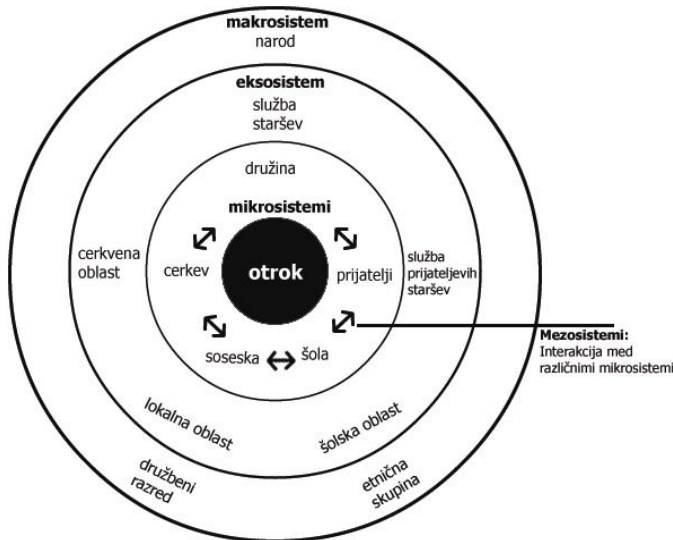 makrosistem
narod
eksosistem
služba
staršev
družina
mikrosistemi
cerkvena
oblast
cerkev
otrok
prijatelji
služba
prijateljevih
staršev
soseska
šola
Mezosistemi:
Interakcija med
različnimi mikrosistemi
lokalna oblast
šolska oblast
družbeni
razred
etnična
skupina